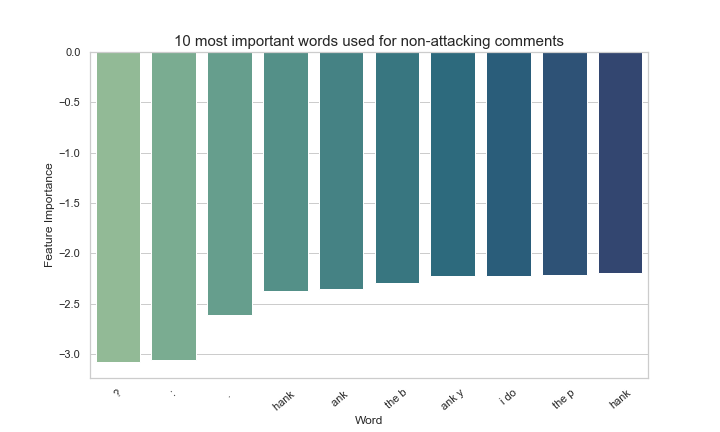 10 most important words used for non-attacking comments
0.0
−0.5
−1.0
−1.5
−2.0
−2.5
−3.0
Feature Importance
?
:.
.
hank
ank
the b
ank y
i do
the p
hank
Word